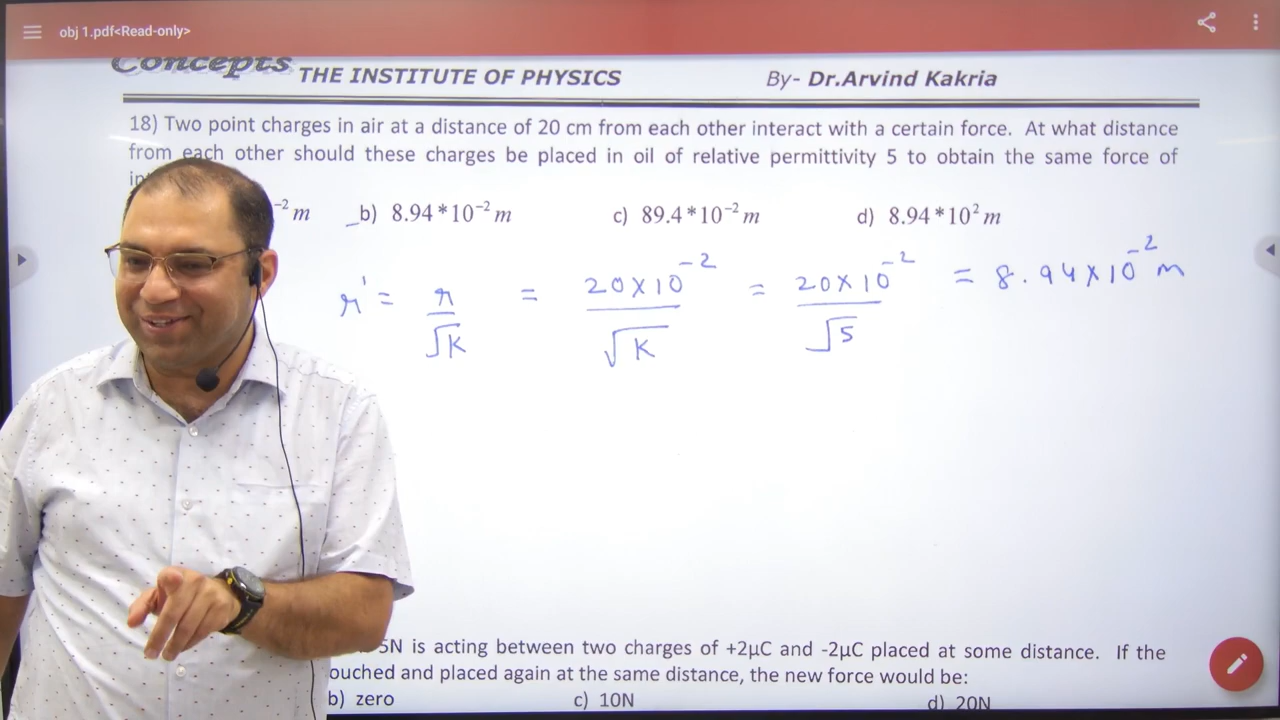 obj 1.pdf<Read-only>
Concepts THE INSTITUTE OF PHYSICS By- Dr.Arvind Kakria
18) Two point charges in air at a distance of 20 cm from each other interact with a certain force. At what distance
from each other should these charges be placed in oil of relative permittivity 5 to obtain the same force of
-2 m b) 8.94*10^-2 m c) 89.4*10^-2 m d) 8.94*10^2 m
r' = r/√K = 20×10^-2/√K = 20×10^-2/√5 = 8.94×10^-2 m
5N is acting between two charges of +2μC and -2μC placed at some distance. If the
ouched and placed again at the same distance, the new force would be:
b) zero c) 10N d) 20N